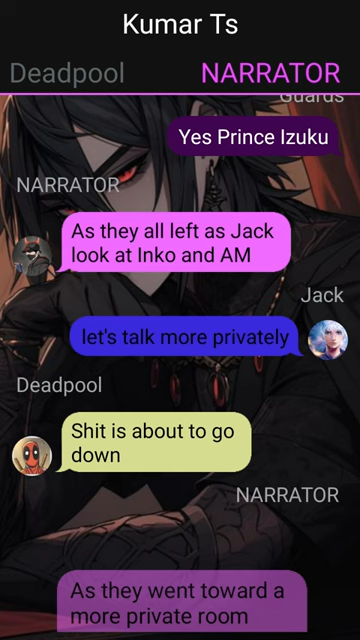 Kumar Ts
Deadpool
NARRATOR
Guards
Yes Prince Izuku
NARRATOR
As they all left as Jack
look at Inko and AM
Jack
let's talk more privately
Deadpool
Shit is about to go
down
NARRATOR
As they went toward a
more private room